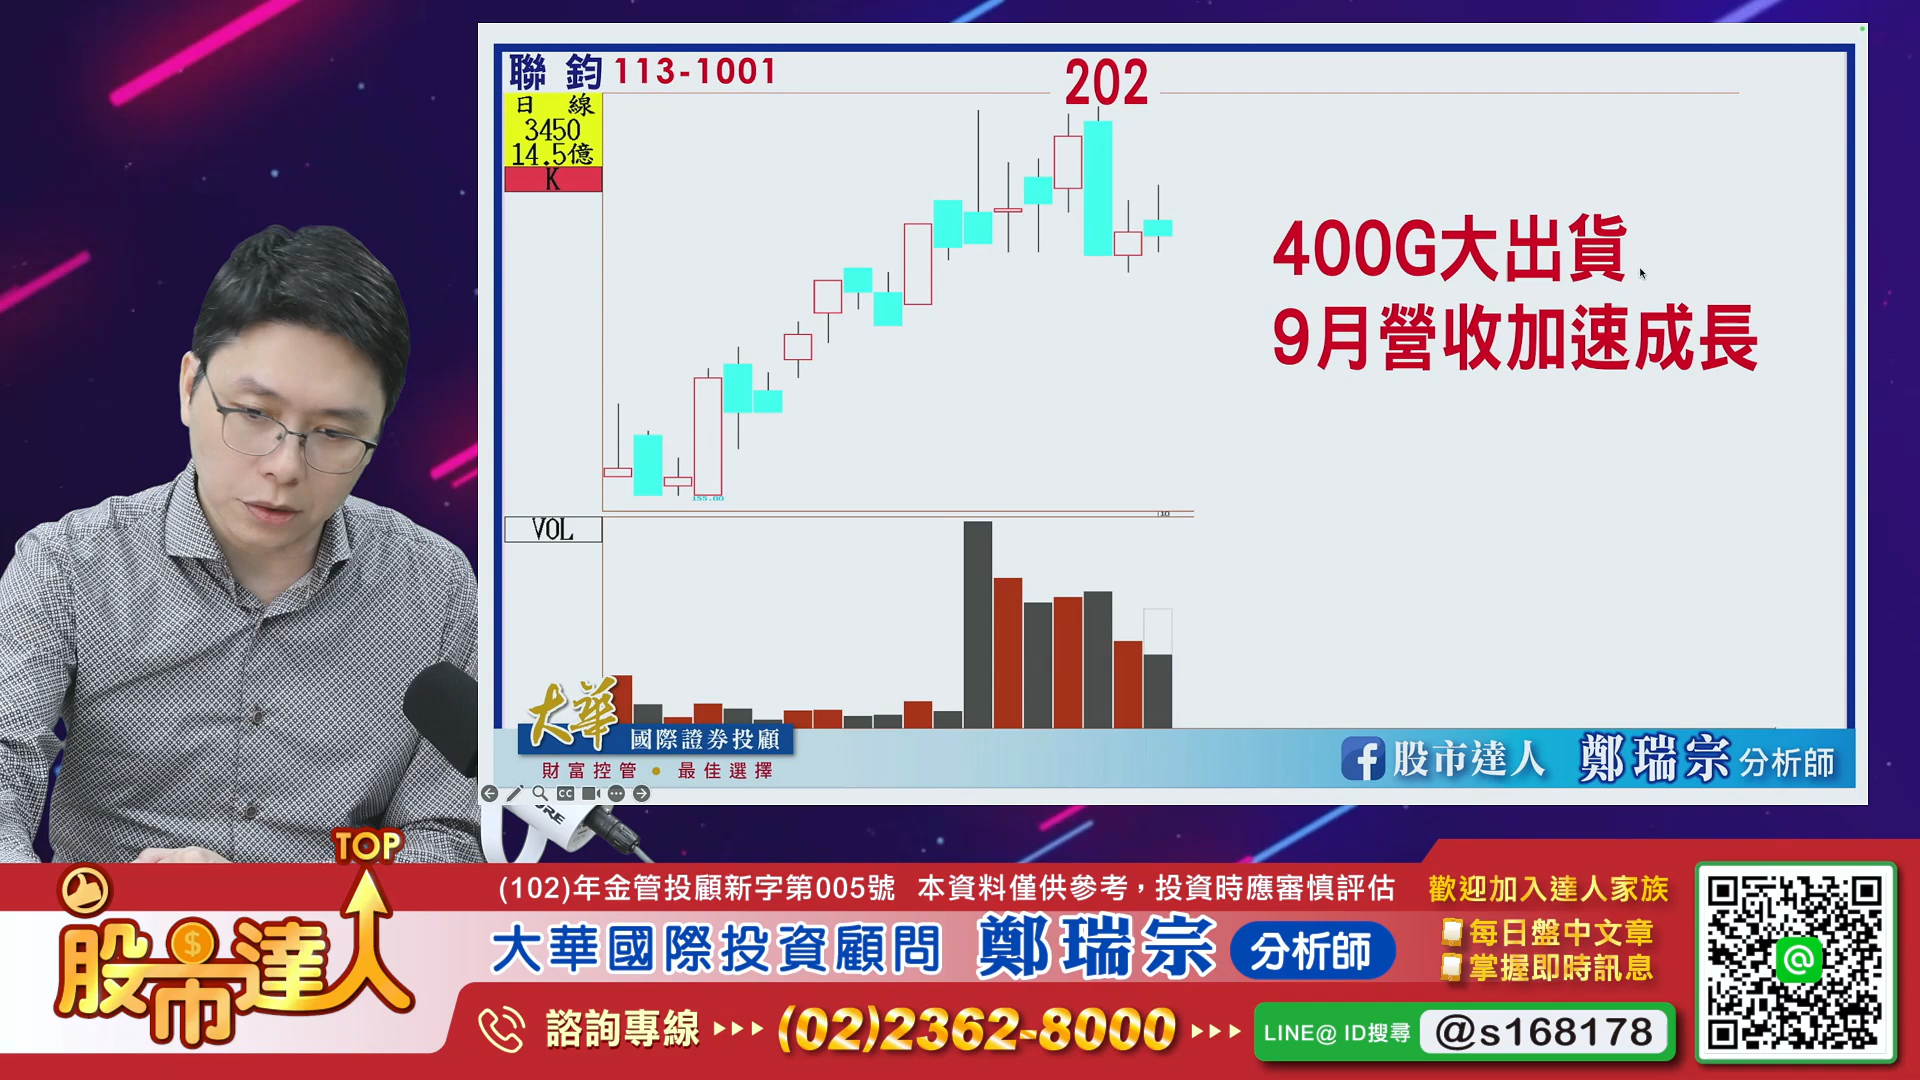 聯鈞 113-1001
202
日線
3450
14.5億
K
155.00
10
VOL
400G大出貨
9月營收加速成長
大華
國際證券投顧
財富控管 • 最佳選擇
f 股市達人 鄭瑞宗 分析師
CC
TOP
股市達人
$
(102)年金管投顧新字第005號 本資料僅供參考，投資時應審慎評估
大華國際投資顧問 鄭瑞宗 分析師
諮詢專線 (02)2362-8000
歡迎加入達人家族
每日盤中文章
掌握即時訊息
LINE@ ID搜尋 @s168178
@